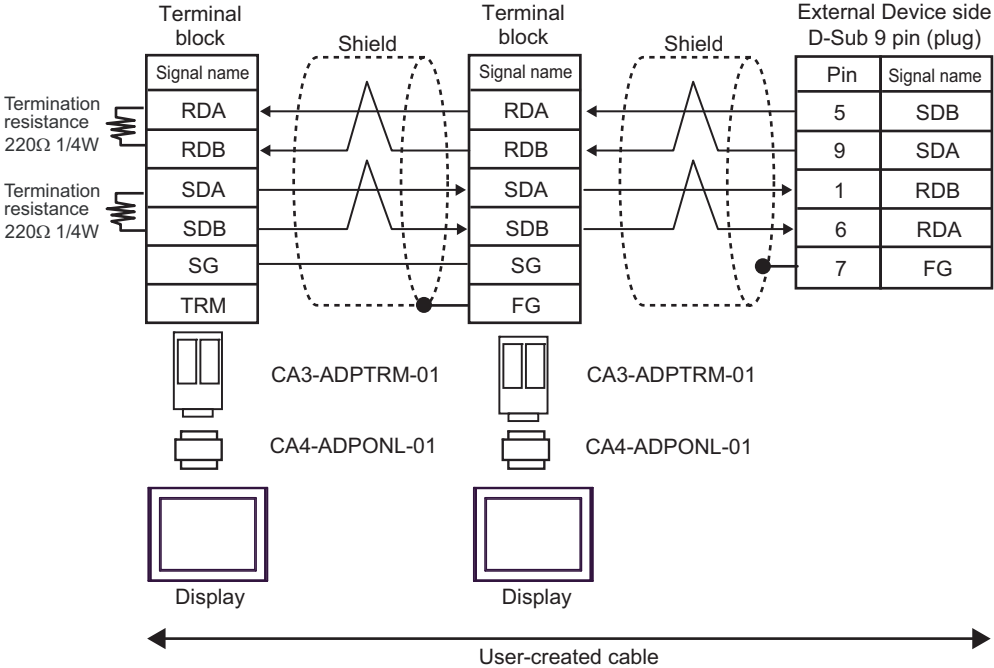 Terminal
block
Terminal
block
External Device side
D-Sub 9 pin (plug)
Shield
Shield
Signal name
Signal name
Pin
Signal name
Termination
resistance
220Ω 1/4W
RDA
RDA
5
SDB
RDB
RDB
9
SDA
Termination
resistance
220Ω 1/4W
SDA
SDA
1
RDB
SDB
SDB
6
RDA
SG
SG
7
FG
TRM
FG
CA3-ADPTRM-01
CA3-ADPTRM-01
CA4-ADPONL-01
CA4-ADPONL-01
Display
Display
User-created cable